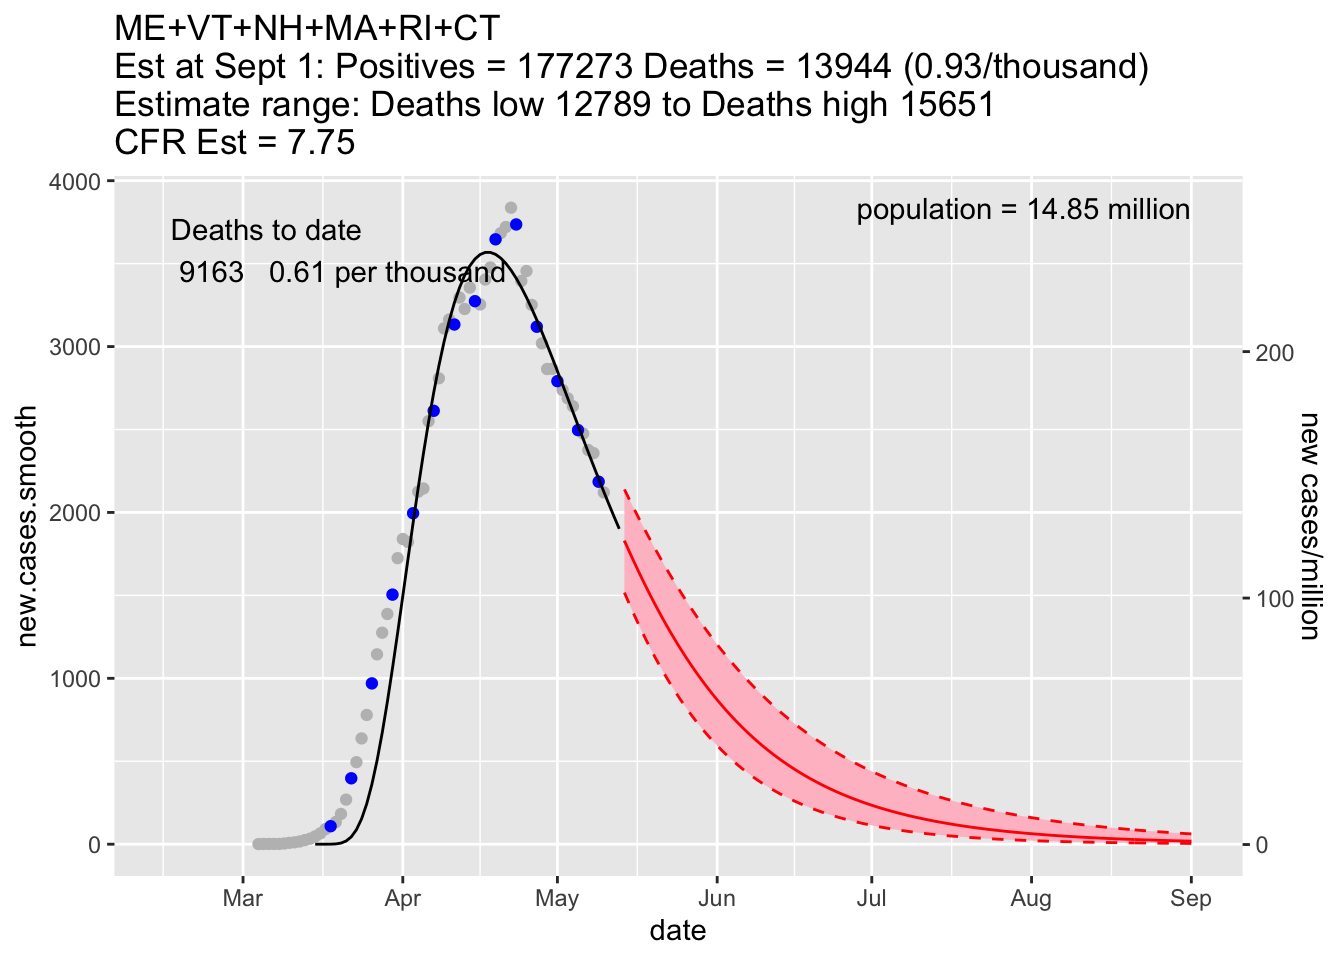 ME+VT+NH+MA+RI+CT
Est at Sept 1: Positives = 177273 Deaths = 13944 (0.93/thousand)
Estimate range: Deaths low 12789 to Deaths high 15651
CFR Est = 7.75
population = 14.85 million
Deaths to date
9163 0.61 per thousand
new.cases.smooth
4000
3000
2000
1000
0
new cases/million
200
100
0
Mar Apr May Jun Jul Aug Sep
date